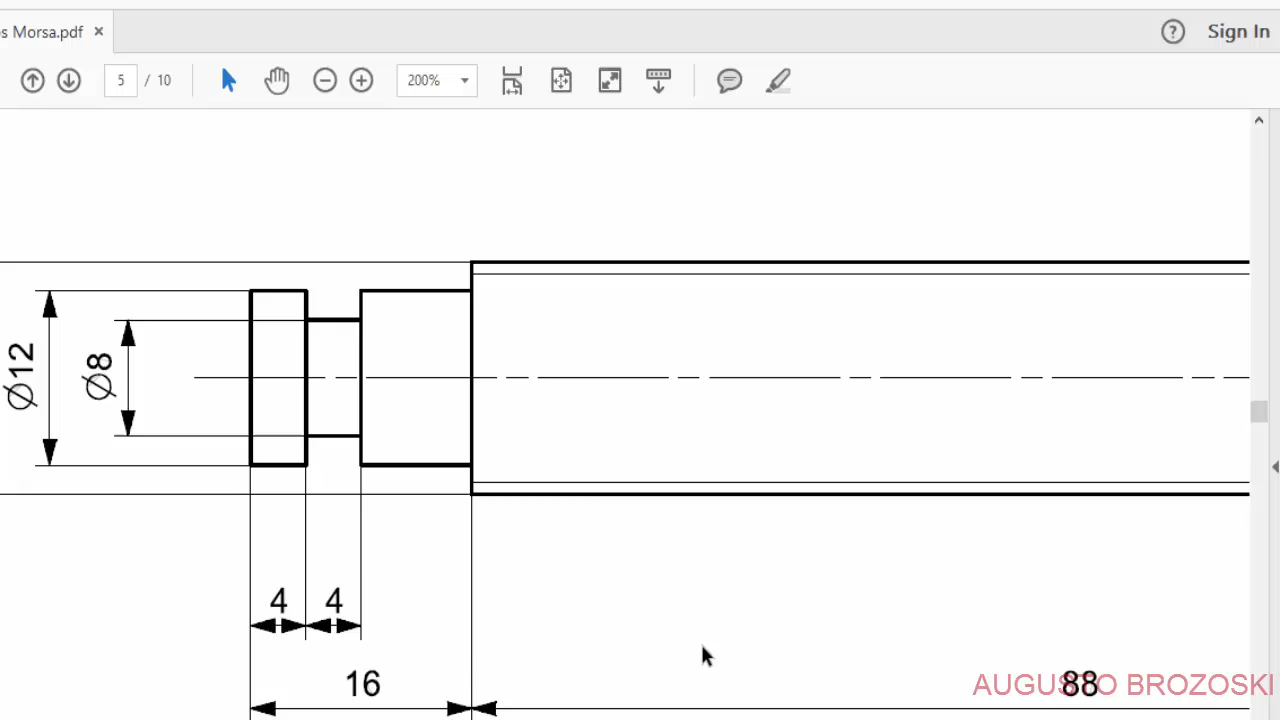 s Morsa.pdf ×
? Sign In
5 / 10
200%
Ø12
Ø8
4 4
16
88
AUGUSTO BROZOSKI